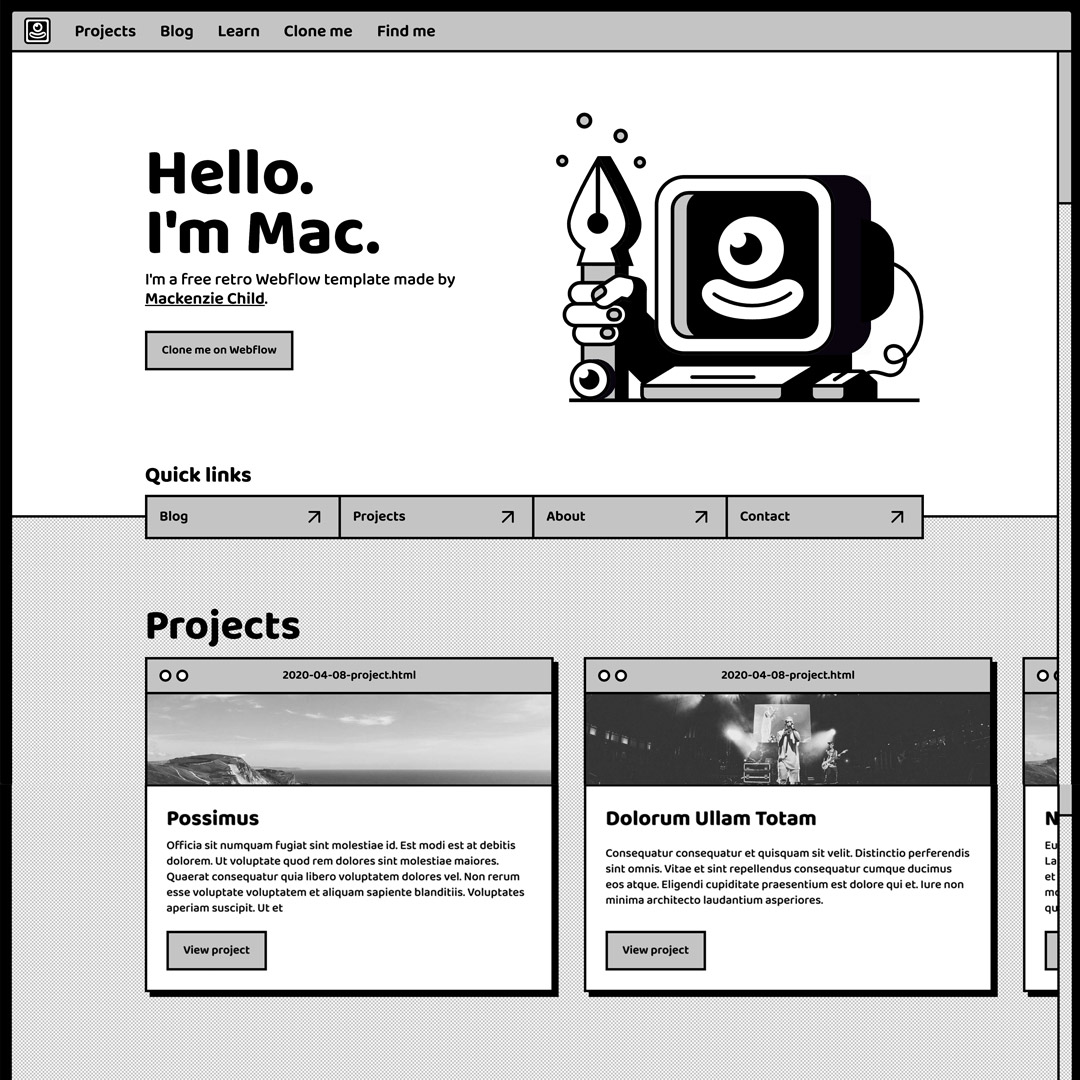 Projects Blog Learn Clone me Find me
Hello.
I'm Mac.
I'm a free retro Webflow template made by
Mackenzie Child.
Clone me on Webflow
Quick links
Blog
Projects
About
Contact
Projects
2020-04-08-project.html
Possimus
Officia sit numquam fugiat sint molestiae id. Est modi est at debitis
dolorem. Ut voluptate quod rem dolores sint molestiae maiores.
Quaerat consequatur quia libero voluptatem dolores vel. Non rerum
esse voluptate voluptatem et aliquam sapiente blanditiis. Voluptates
aperiam suscipit. Ut et
View project
2020-04-08-project.html
Dolorum Ullam Totam
Consequatur consequatur et quisquam sit velit. Distinctio perferendis
sint omnis. Vitae et sint repellendus consequatur cumque ducimus
eos atque. Eligendi cupiditate praesentium est dolore qui et. Iure non
minima architecto laudantium asperiores.
View project